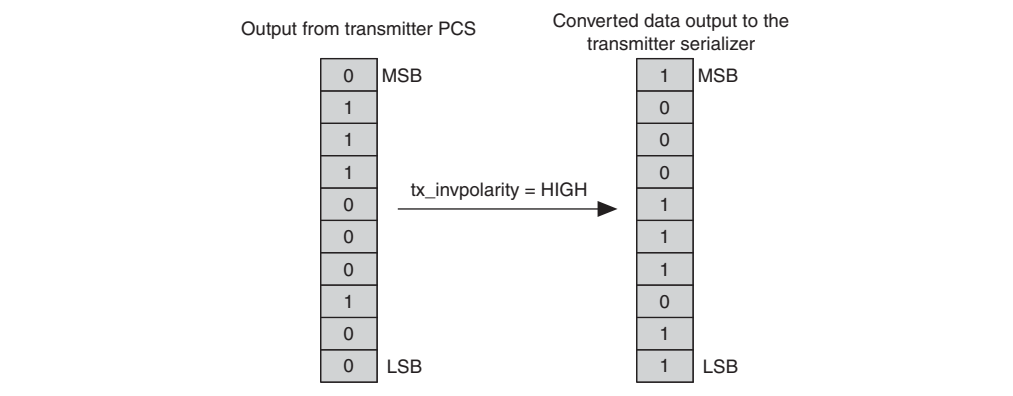 Output from transmitter PCS
Converted data output to the
transmitter serializer
0 MSB 1 MSB
1 0
1 0
1 0
tx_invpolarity = HIGH
0 1
0 1
0 1
1 0
0 1
0 LSB 1 LSB